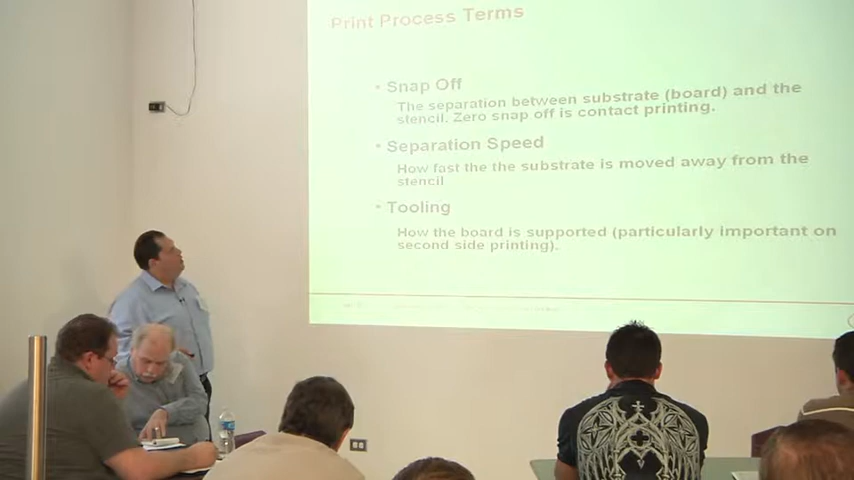 Print Process Terms
• Snap Off
The separation between substrate (board) and the
stencil. Zero snap off is contact printing.
• Separation Speed
How fast the the substrate is moved away from the
stencil
• Tooling
How the board is supported (particularly important on
second side printing).